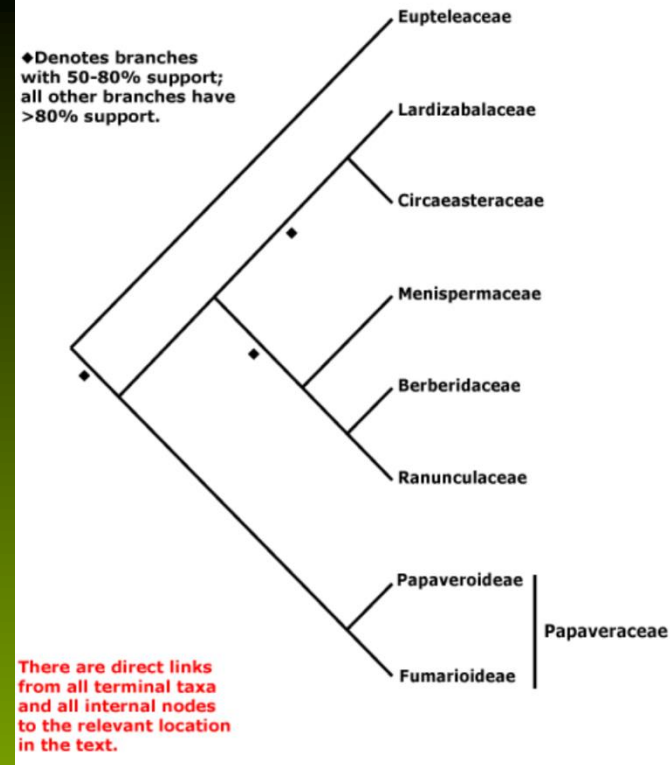 Eupteleaceae
◆Denotes branches
with 50-80% support;
all other branches have
>80% support.
Lardizabalaceae
Circaeasteraceae
Menispermaceae
Berberidaceae
Ranunculaceae
Papaveroideae
Papaveraceae
Fumarioideae
There are direct links
from all terminal taxa
and all internal nodes
to the relevant location
in the text.